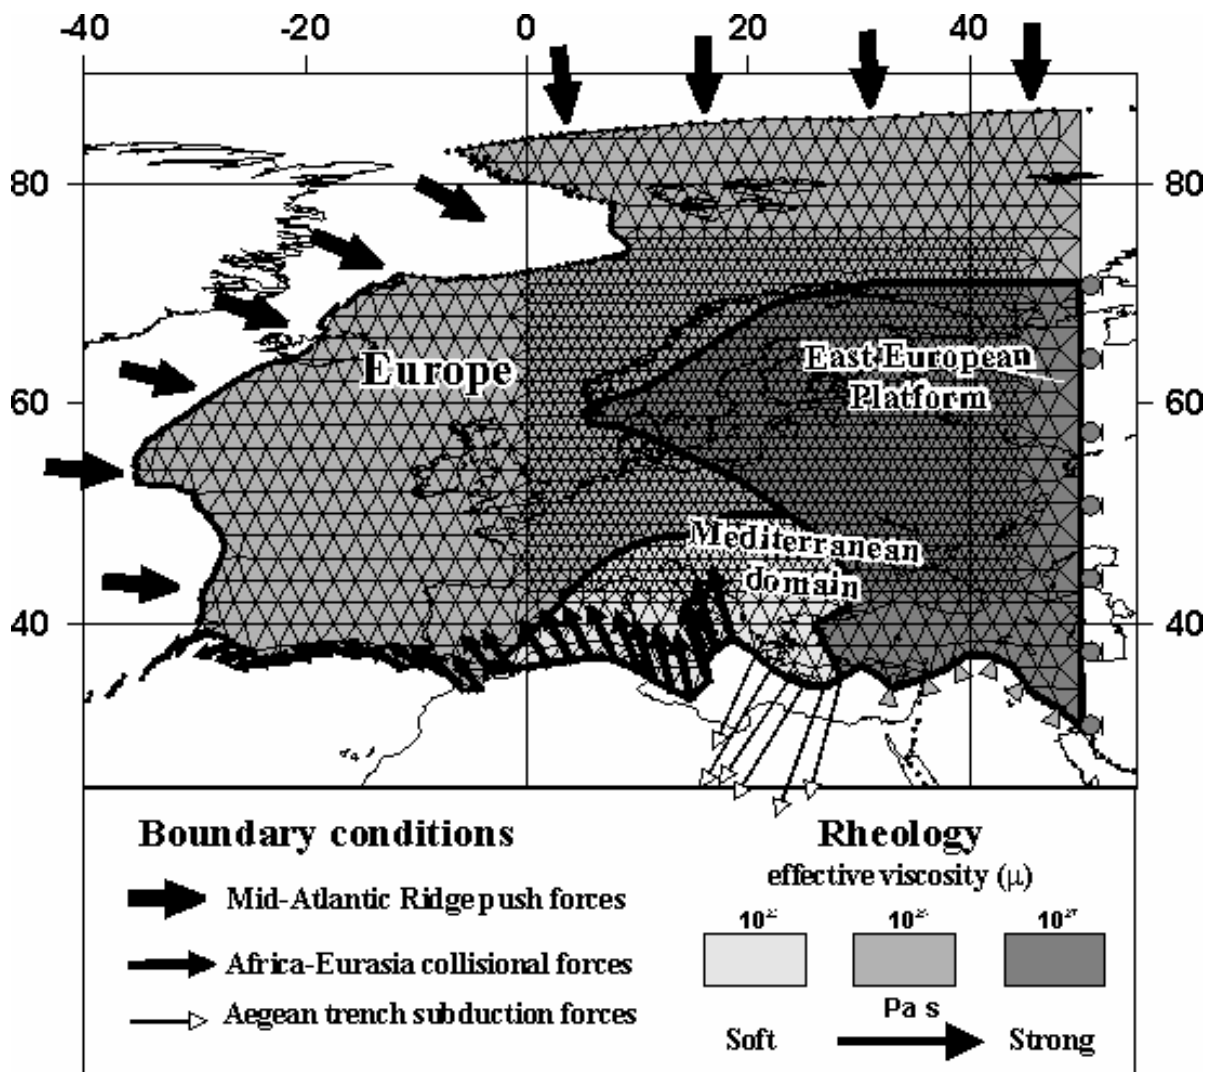 -40 -20 0 20 40
80 80
Europe
East European
Platform
60 60
Mediterranean
domain
40 40
Boundary conditions
Mid-Atlantic Ridge push forces
Africa-Eurasia collisional forces
Aegean trench subduction forces
Rheology
effective viscosity (μ)
Pa s
Soft Strong